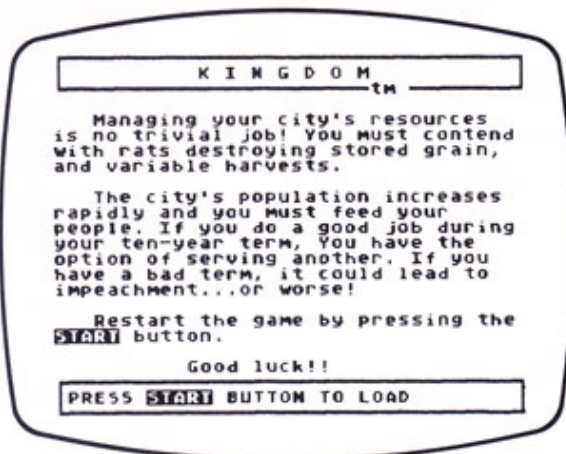 K I N G D O M
tm
Managing your city's resources
is no trivial job! You must contend
with rats destroying stored grain,
and variable harvests.
The city's population increases
rapidly and you must feed your
people. If you do a good job during
your ten-year term, You have the
option of serving another. If you
have a bad term, it could lead to
impeachment...or worse!
Restart the game by pressing the
START button.
Good luck!!
PRESS START BUTTON TO LOAD